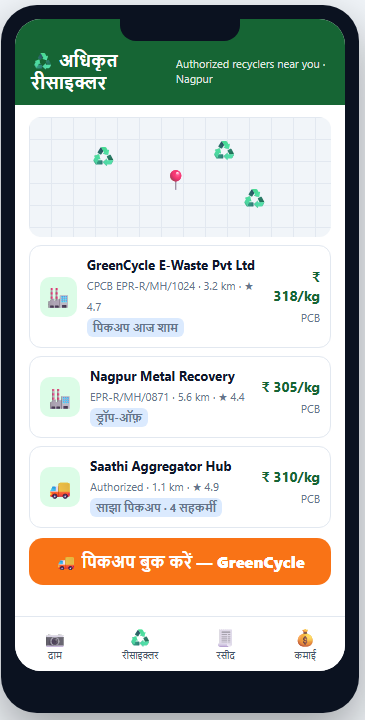 अधिकृत
रीसाइक्लर
Authorized recyclers near you ·
Nagpur
GreenCycle E-Waste Pvt Ltd
CPCB EPR-R/MH/1024 · 3.2 km · ★
4.7
पिकअप आज शाम
₹
318/kg
PCB
Nagpur Metal Recovery
EPR-R/MH/0871 · 5.6 km · ★ 4.4
ड्रॉप-ऑफ़
₹ 305/kg
PCB
Saathi Aggregator Hub
Authorized · 1.1 km · ★ 4.9
साझा पिकअप · 4 सहकर्मी
₹ 310/kg
PCB
पिकअप बुक करें — GreenCycle
दाम
रीसाइक्लर
रसीद
कमाई